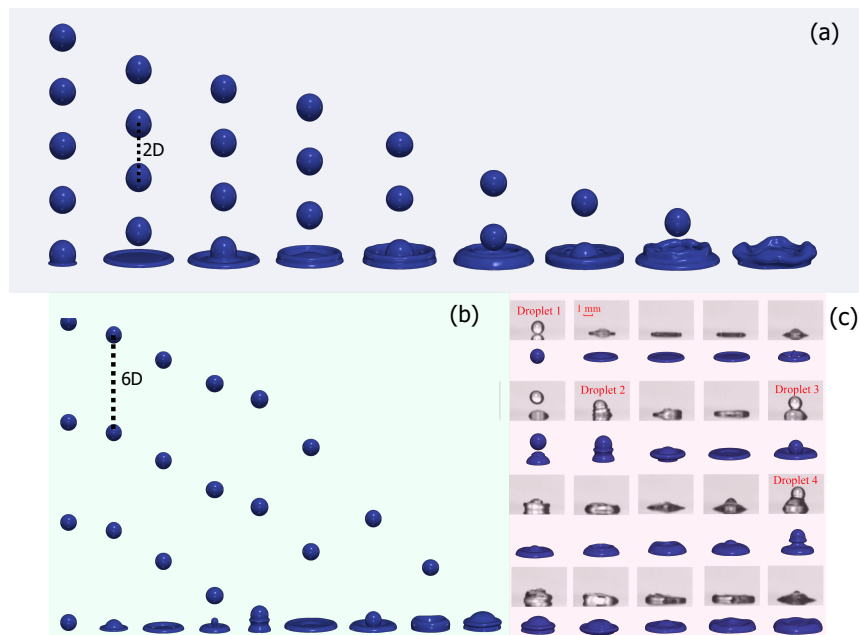 (a)
2D
(b)
6D
(c)
Droplet 1
1 mm
Droplet 2
Droplet 3
Droplet 4